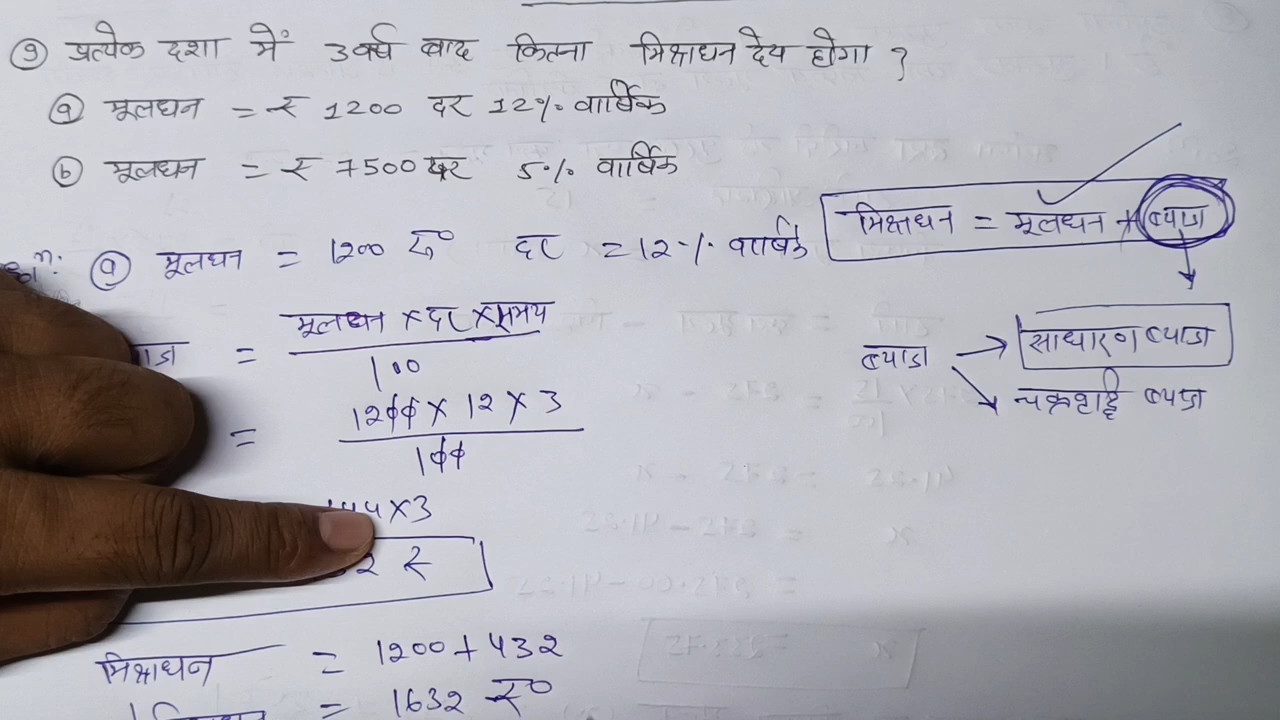 9 प्रत्येक दशा में 3 वर्ष बाद कितना मिश्रधन देय होगा ?
a मूलधन = ₹ 1200 दर 12% वार्षिक
b मूलधन = ₹ 7500 दर 5% वार्षिक
मिश्रधन = मूलधन + ब्याज
a मूलधन = 1200 रु० दर = 12% वार्षिक
मूलधन × दर × समय
= 100
1200 × 12 × 3
= 100
×3
2 ₹
ब्याज → साधारण ब्याज
चक्रवृद्धि ब्याज
मिश्रधन = 1200 + 432
= 1632 रु०